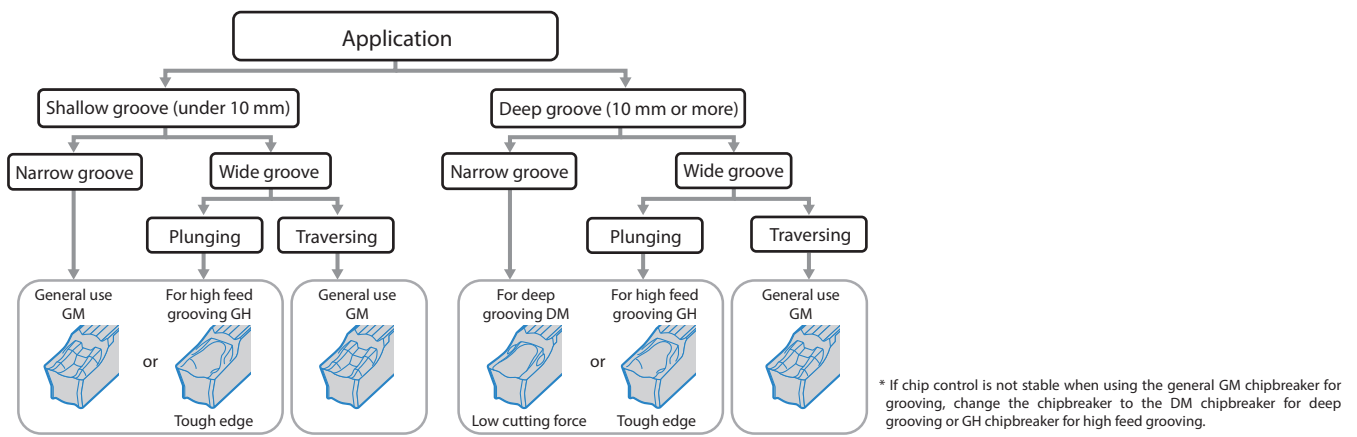 Application
Shallow groove (under 10 mm)
Deep groove (10 mm or more)
Narrow groove
Wide groove
Narrow groove
Wide groove
Plunging
Traversing
Plunging
Traversing
General use
GM
or
For high feed
grooving GH
Tough edge
General use
GM
For deep
grooving DM
Low cutting force
or
For high feed
grooving GH
Tough edge
General use
GM
* If chip control is not stable when using the general GM chipbreaker for
grooving, change the chipbreaker to the DM chipbreaker for deep
grooving or GH chipbreaker for high feed grooving.